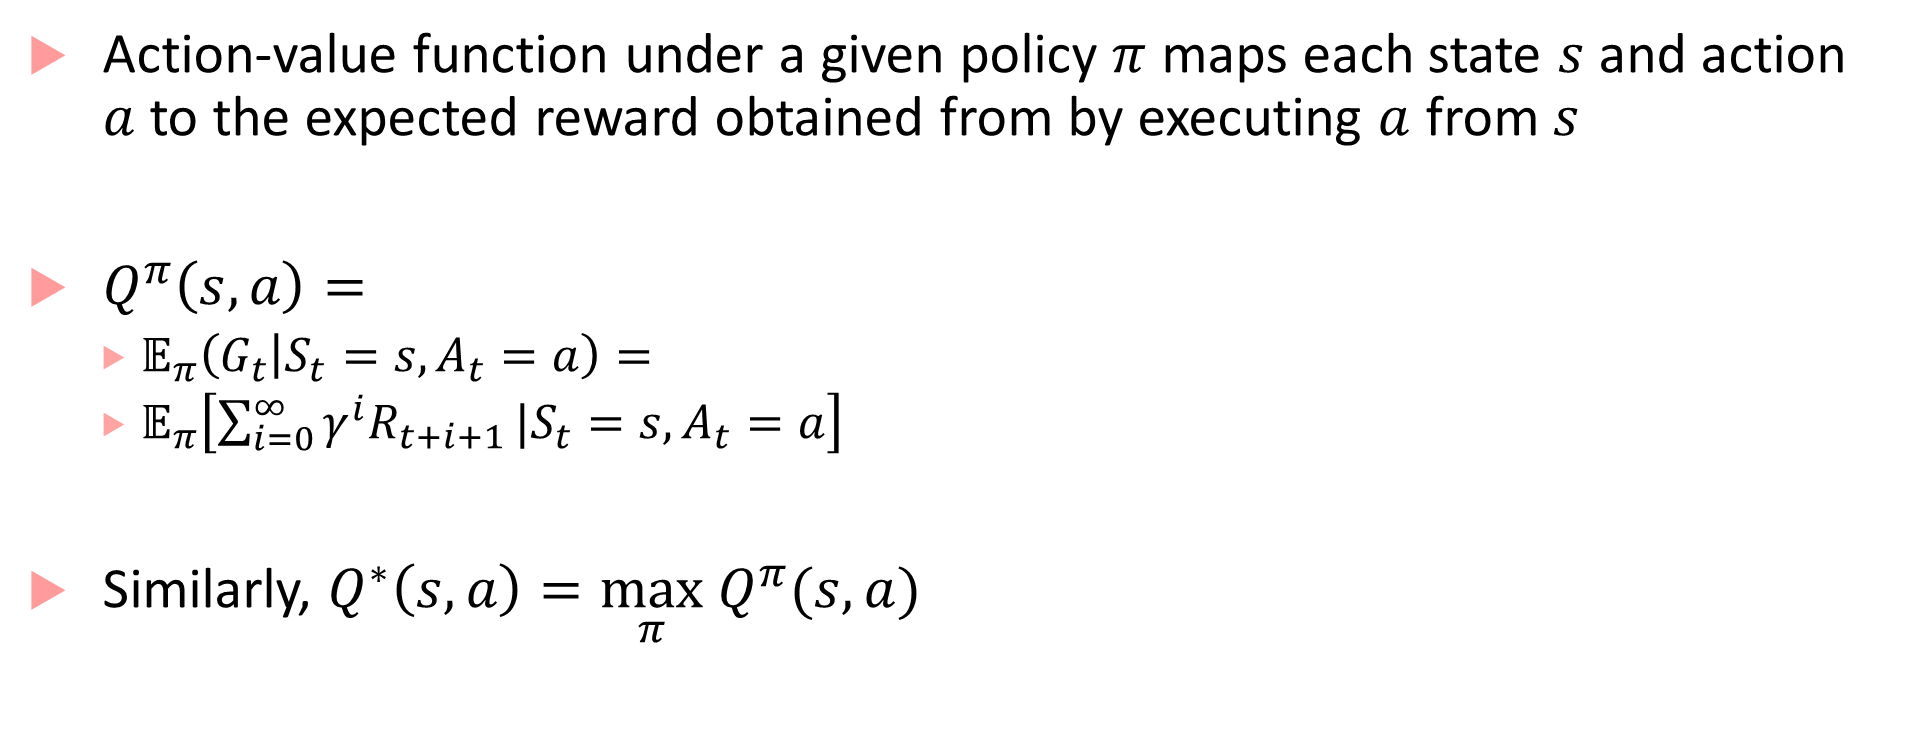 Action-value function under a given policy π maps each state s and action
a to the expected reward obtained from by executing a from s
Q^π(s, a) =
𝔼_π(G_t|S_t = s, A_t = a) =
𝔼_π[∑_{i=0}^{∞} γ^i R_{t+i+1} |S_t = s, A_t = a]
Similarly, Q*(s, a) = max_π Q^π(s, a)